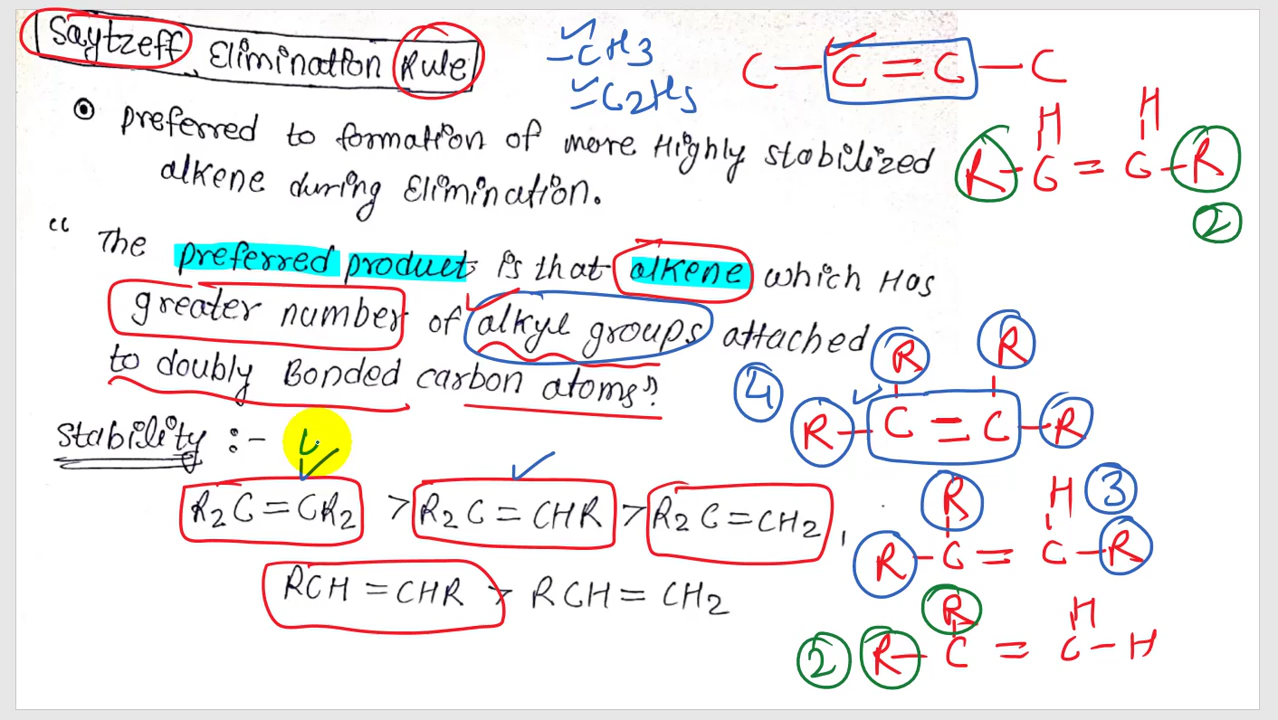 Saytzeff Elimination Rule
-CH3
C2H5
C-C=C-C
preferred to formation of more Highly stabilized
alkene during Elimination.
H H
R-C=C-R
2
"The preferred product is that alkene which Has
greater number of alkyl groups attached
to doubly Bonded carbon atoms"
R R
4 R-C=C-R
Stability :-
R2C=CR2 > R2C=CHR > R2C=CH2,
RCH=CHR > RCH=CH2
R H 3
R-C=C-R
R H
2 R-C=C-H